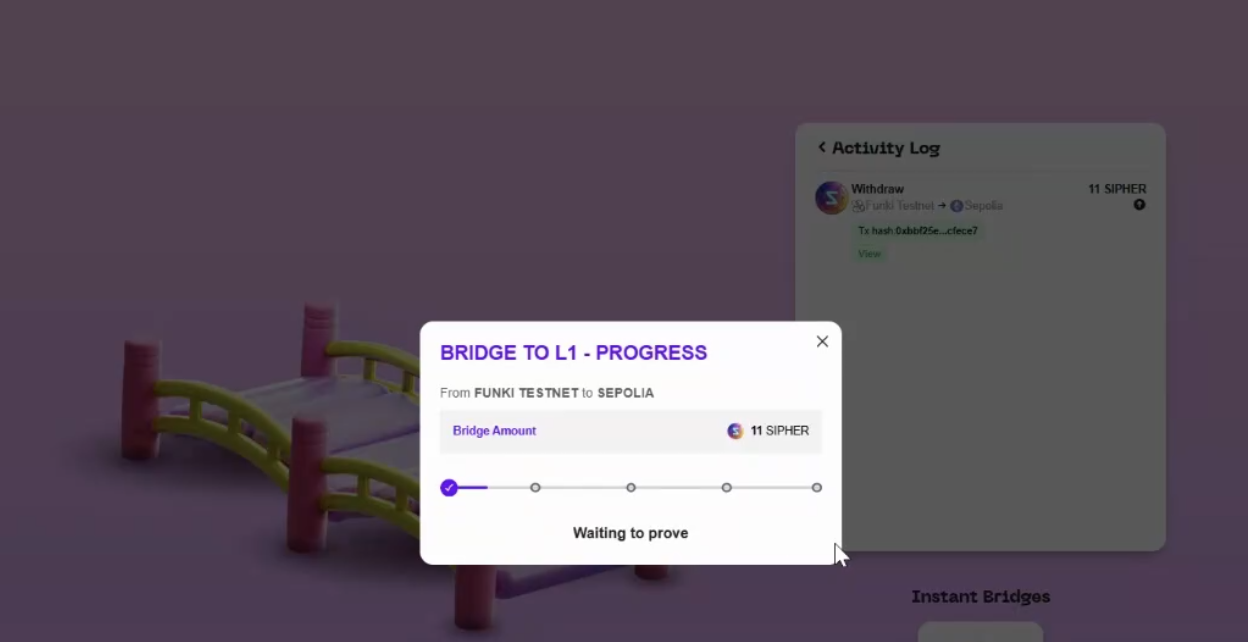 Activity Log
Withdraw
11 SIPHER
Funki Testnet → Sepolia
Tx hash 0xbbf25e...cfece7
View
BRIDGE TO L1 - PROGRESS
From FUNKI TESTNET to SEPOLIA
Bridge Amount
11 SIPHER
Waiting to prove
Instant Bridges